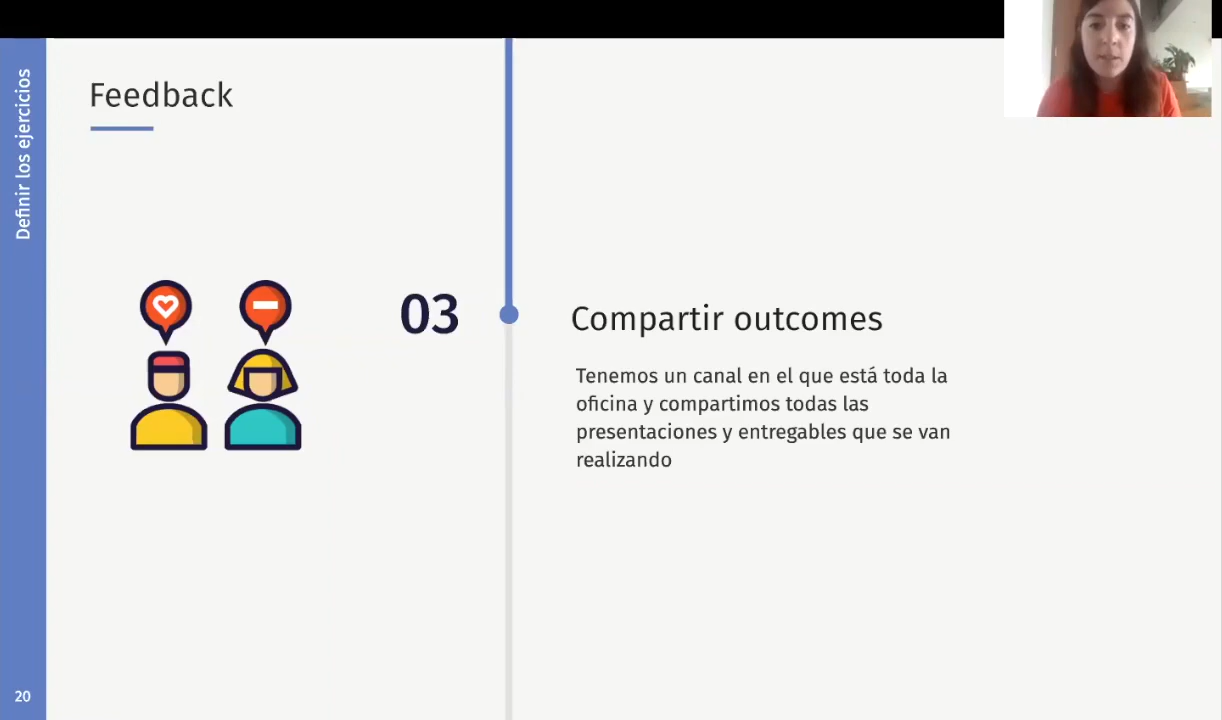 Definir los ejercicios
Feedback
03
Compartir outcomes
Tenemos un canal en el que está toda la
oficina y compartimos todas las
presentaciones y entregables que se van
realizando
20